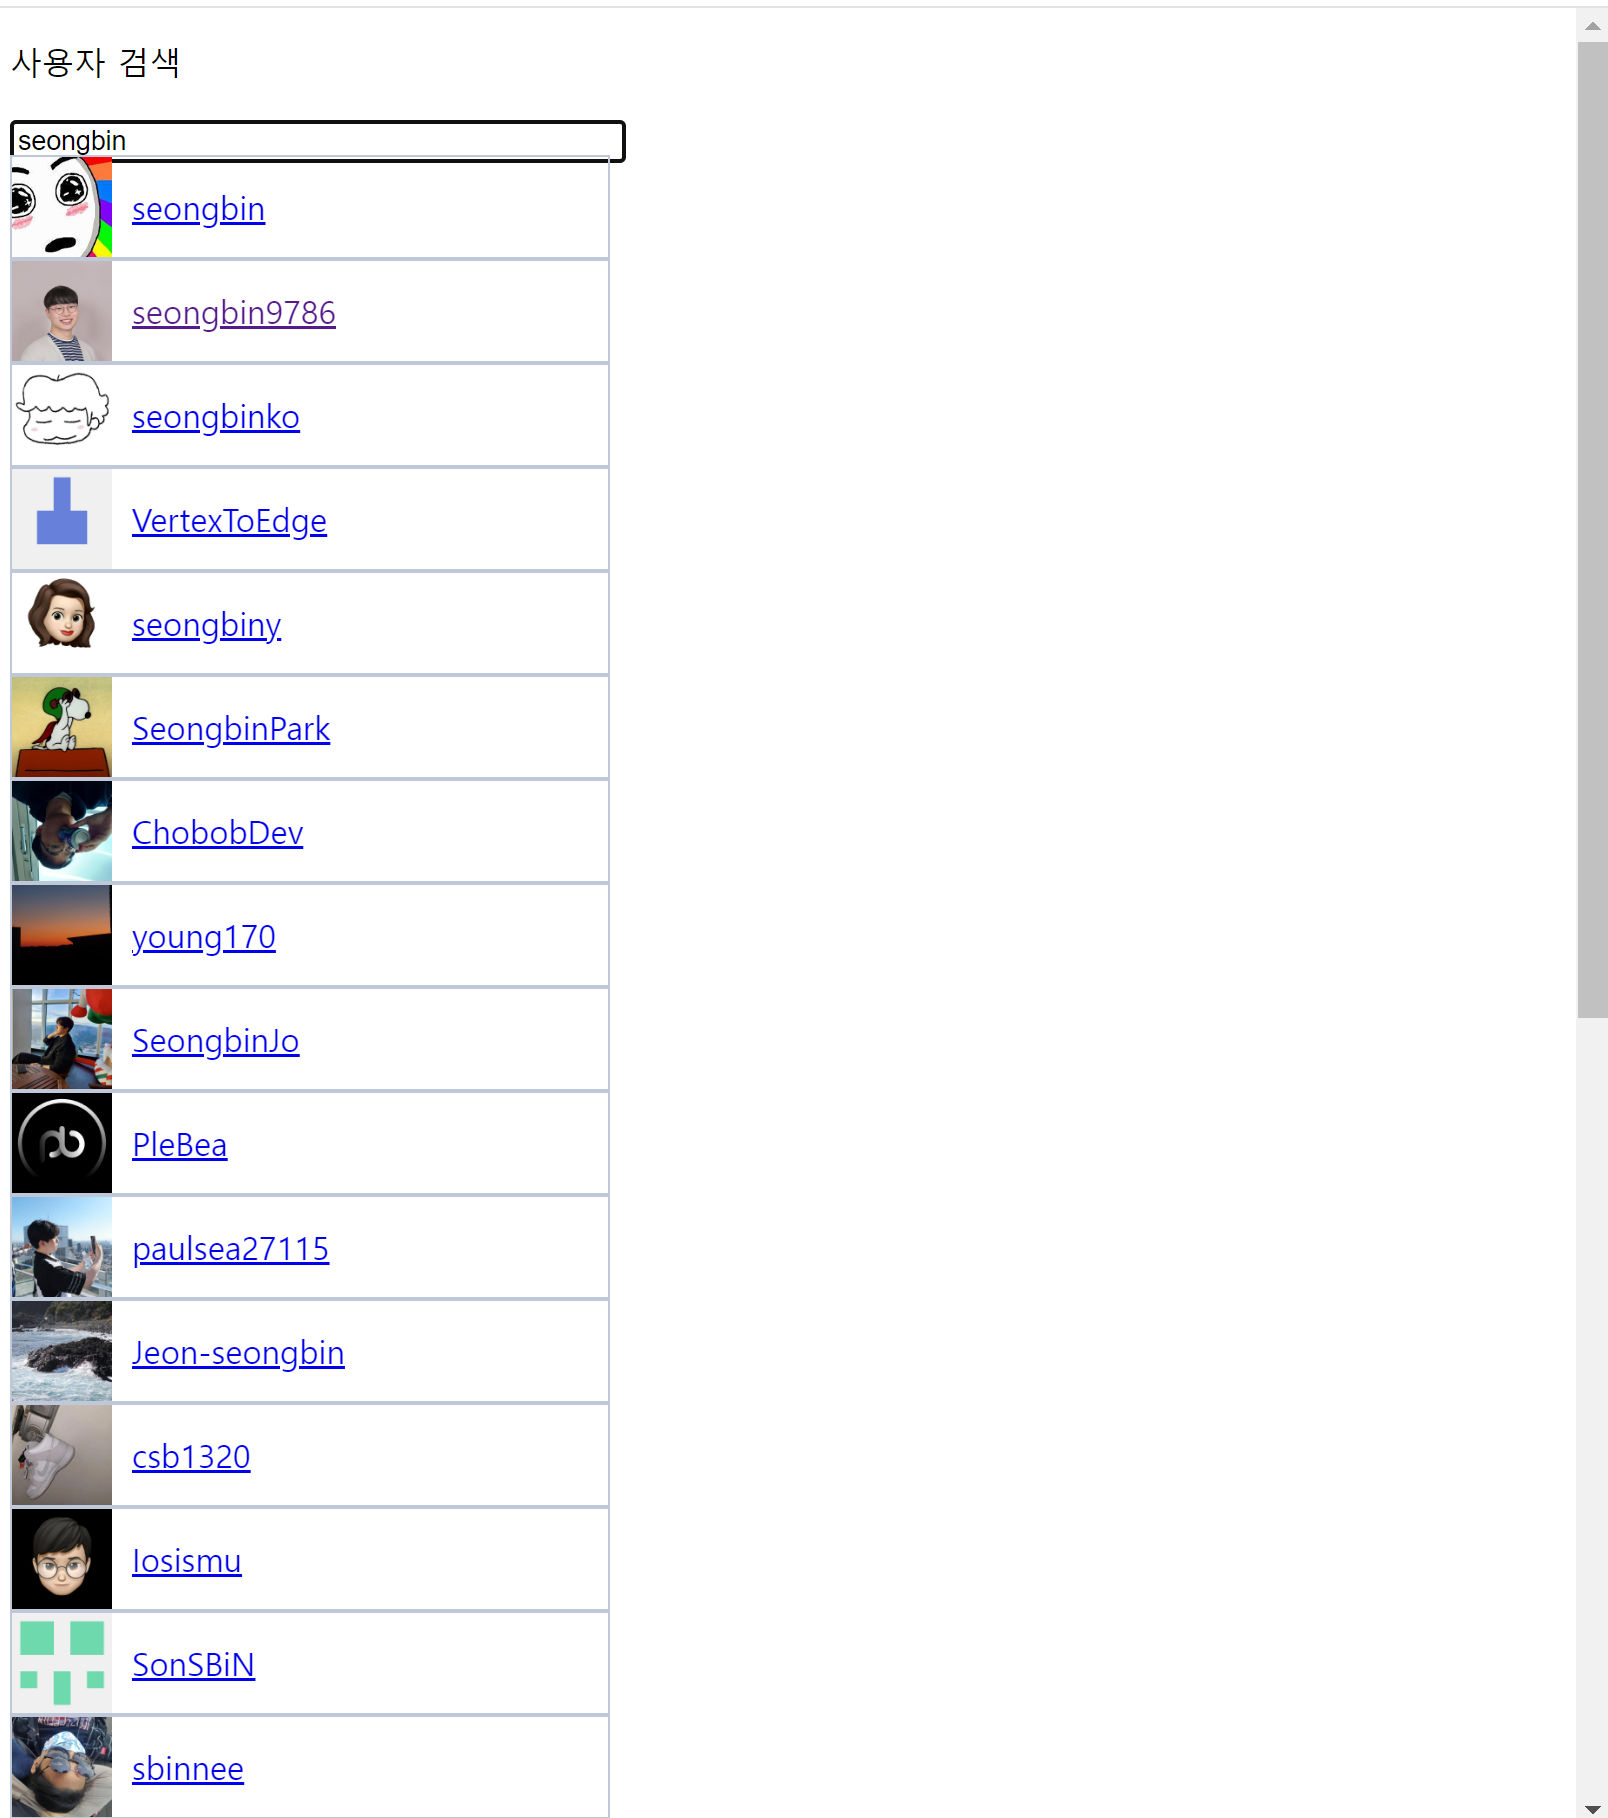 사용자 검색
seongbin
seongbin
seongbin9786
seongbinko
VertexToEdge
seongbiny
SeongbinPark
ChobobDev
young170
SeongbinJo
PleBea
paulsea27115
Jeon-seongbin
csb1320
Iosismu
SonSBiN
sbinnee